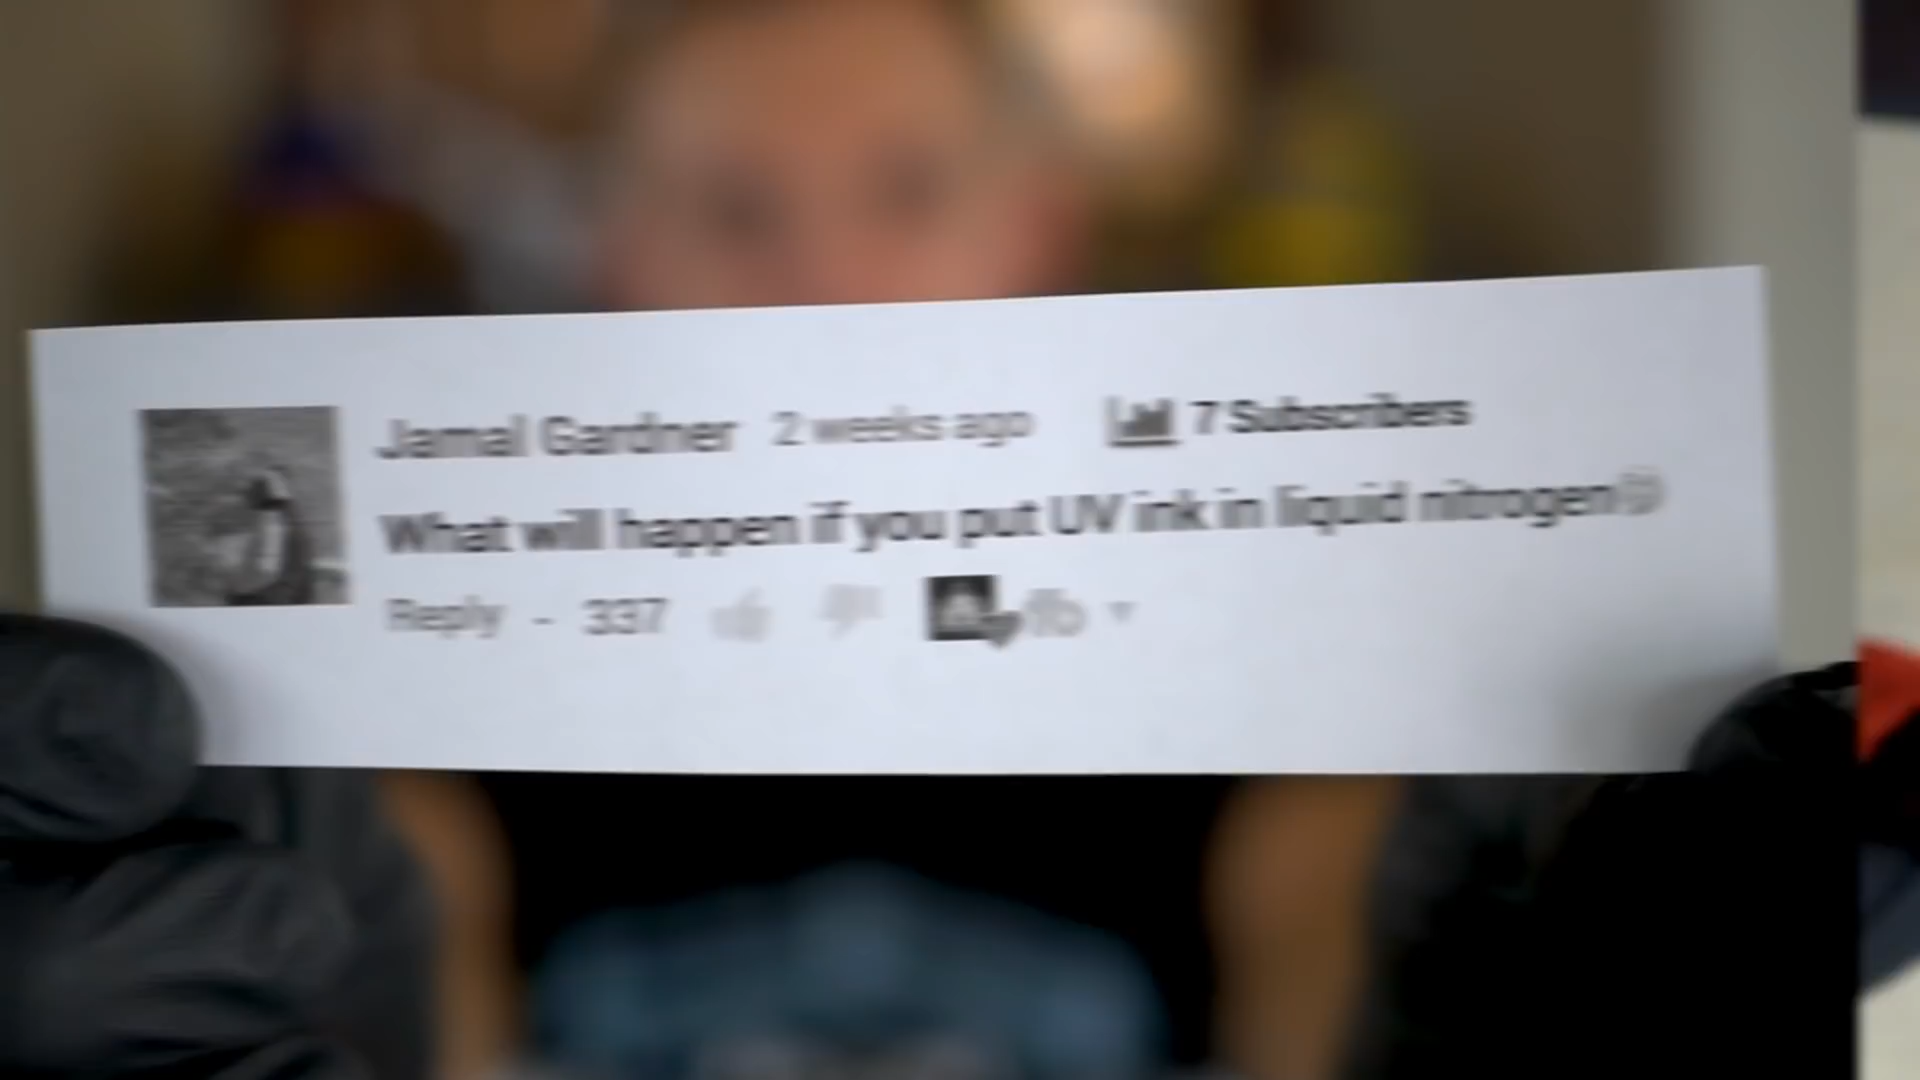 Jamal Gardner 2 weeks ago 7 Subscribers
What will happen if you put UV ink in liquid nitrogen
Reply - 337